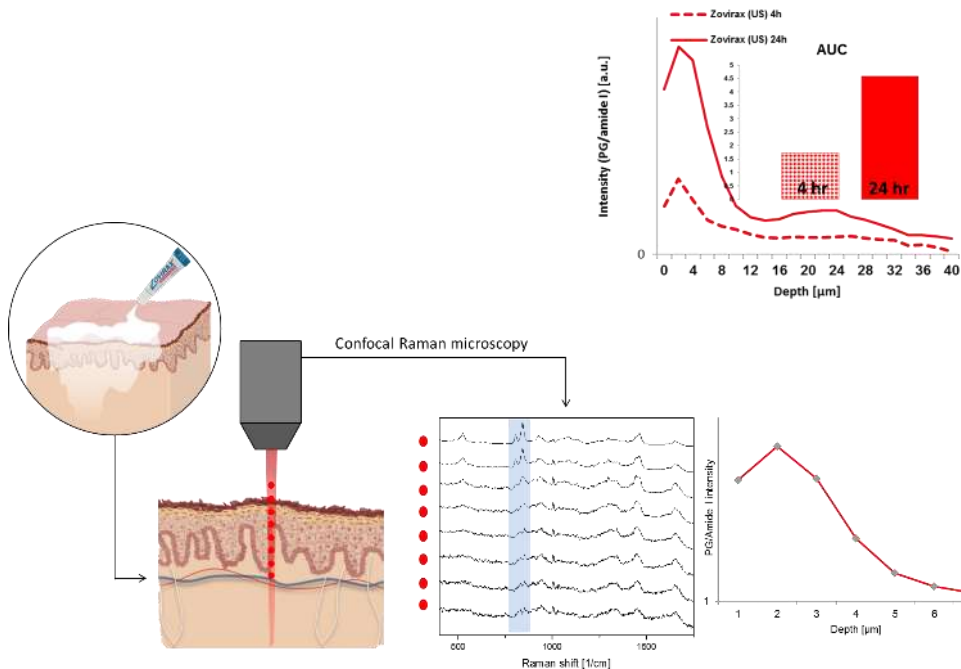 Zovirax (US) 4h
Zovirax (US) 24h
AUC
5
4.5
4
3.5
3
2.5
2
1.5
1
0.5
0
4 hr
24 hr
Intensity (PG/amide I) [a.u.]
0
0 4 8 12 16 20 24 28 32 36 40
Depth [µm]
ZOVIRAX
Confocal Raman microscopy
500 1000 1500
Raman shift [1/cm]
PG/Amide I intensity
1
1 2 3 4 5 6
Depth [µm]